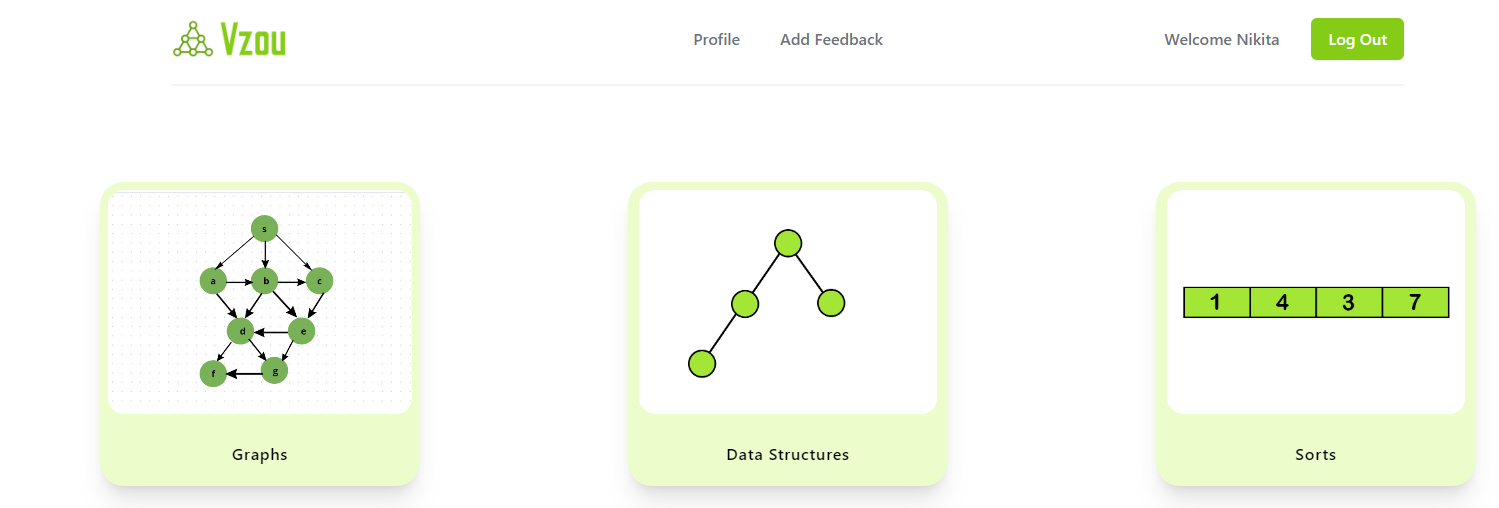 Vzou
Profile Add Feedback
Welcome Nikita Log Out
s
a b c
d e
f g
1 4 3 7
Graphs
Data Structures
Sorts